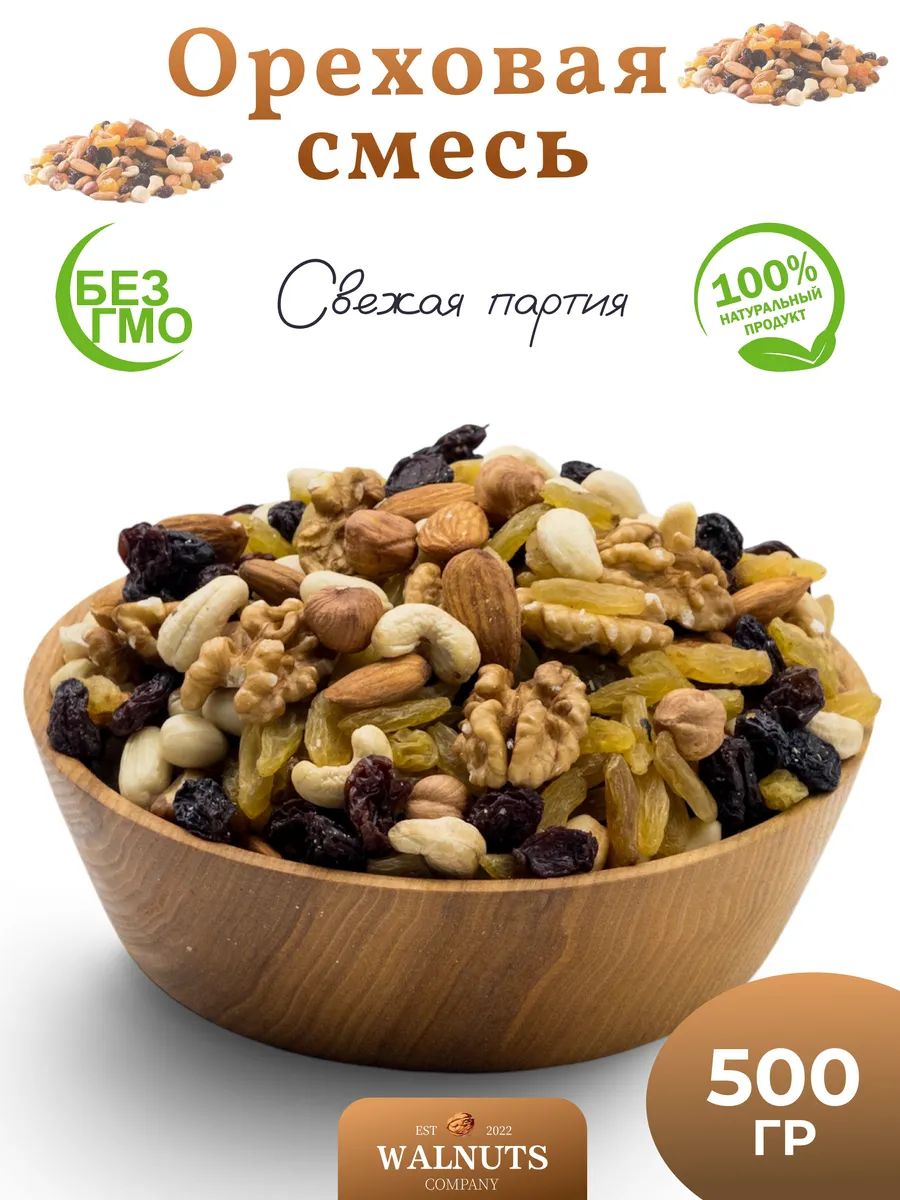 Ореховая
смесь
БЕЗ
ГМО
Свежая партия
100%
НАТУРАЛЬНЫЙ
ПРОДУКТ
500
ГР
EST 2022
WALNUTS
COMPANY